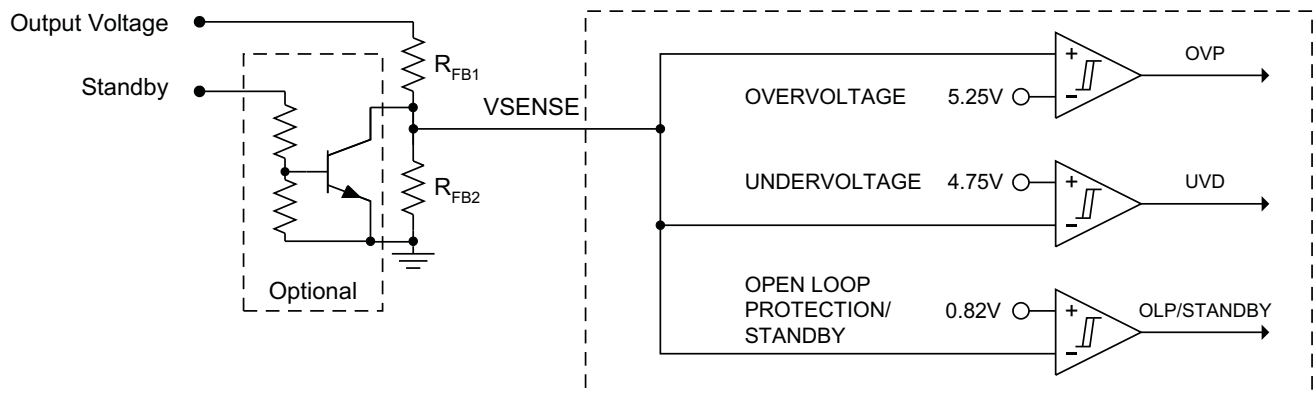 Output Voltage
Standby
Optional
R_FB1
R_FB2
VSENSE
OVERVOLTAGE 5.25V
+
−
OVP
UNDERVOLTAGE 4.75V
+
−
UVD
OPEN LOOP
PROTECTION/
STANDBY
0.82V
+
−
OLP/STANDBY